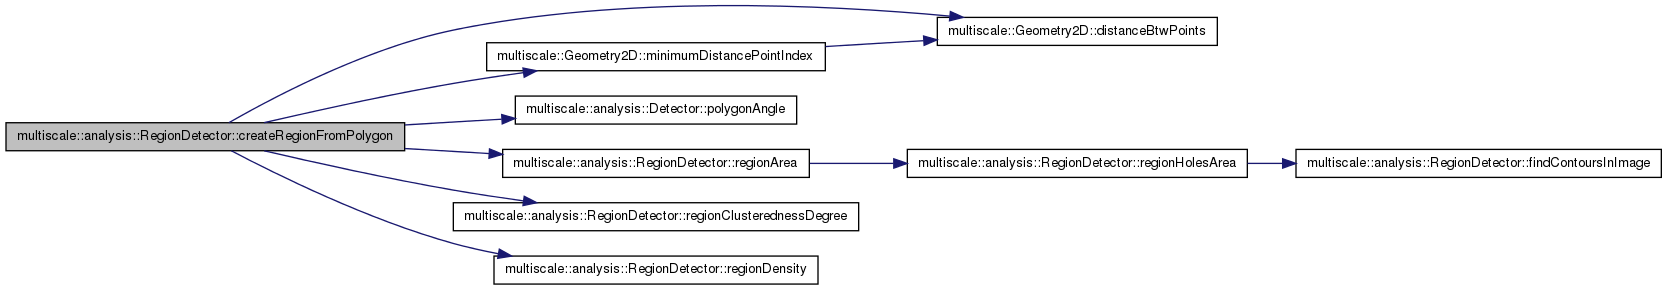 multiscale::analysis::RegionDetector::createRegionFromPolygon
multiscale::Geometry2D::distanceBtwPoints
multiscale::Geometry2D::minimumDistancePointIndex
multiscale::analysis::Detector::polygonAngle
multiscale::analysis::RegionDetector::regionArea
multiscale::analysis::RegionDetector::regionHolesArea
multiscale::analysis::RegionDetector::findContoursInImage
multiscale::analysis::RegionDetector::regionClusterednessDegree
multiscale::analysis::RegionDetector::regionDensity